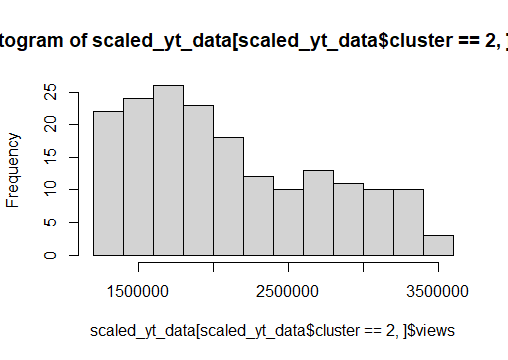 togram of scaled_yt_data[scaled_yt_data$cluster == 2, ]
Frequency
25
20
15
10
5
0
1500000 2500000 3500000
scaled_yt_data[scaled_yt_data$cluster == 2, ]$views